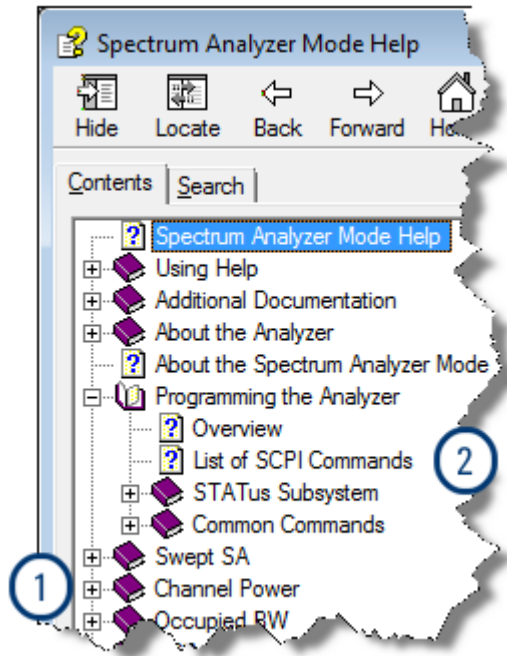 Spectrum Analyzer Mode Help
Hide Locate Back Forward
Contents Search
Spectrum Analyzer Mode Help
Using Help
Additional Documentation
About the Analyzer
About the Spectrum Analyzer Mode
Programming the Analyzer
Overview
List of SCPI Commands
2
STATus Subsystem
Common Commands
Swept SA
1
Channel Power
Occupied BW